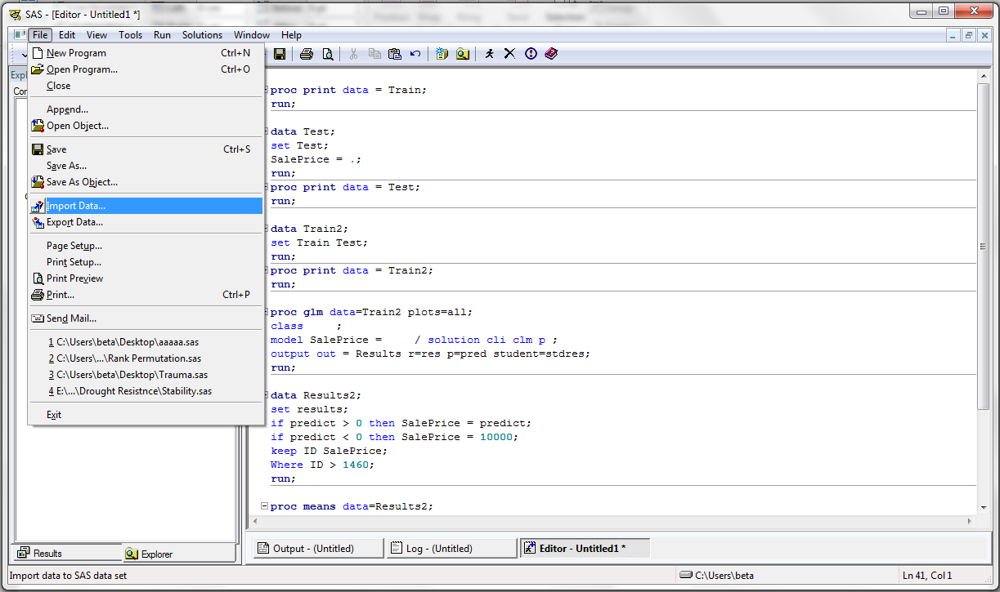 SAS - [Editor - Untitled1 *]
File Edit View Tools Run Solutions Window Help
New Program Ctrl+N
Open Program... Ctrl+O
Close
Append...
Open Object...
Save Ctrl+S
Save As...
Save As Object...
Import Data...
Export Data...
Page Setup...
Print Setup...
Print Preview
Print... Ctrl+P
Send Mail...
1 C:\Users\beta\Desktop\aaaaa.sas
2 C:\Users\...\Rank Permutation.sas
3 C:\Users\beta\Desktop\Trauma.sas
4 E:\...\Drought Resistnce\Stability.sas
Exit
proc print data = Train;
run;
data Test;
set Test;
SalePrice = .;
run;
proc print data = Test;
run;
data Train2;
set Train Test;
run;
proc print data = Train2;
run;
proc glm data=Train2 plots=all;
class ;
model SalePrice = / solution cli clm p ;
output out = Results r=res p=pred student=stdres;
run;
data Results2;
set results;
if predict > 0 then SalePrice = predict;
if predict < 0 then SalePrice = 10000;
keep ID SalePrice;
Where ID > 1460;
run;
proc means data=Results2;
Results Explorer
Output - (Untitled) Log - (Untitled) Editor - Untitled1 *
Import data to SAS data set C:\Users\beta Ln 41, Col 1